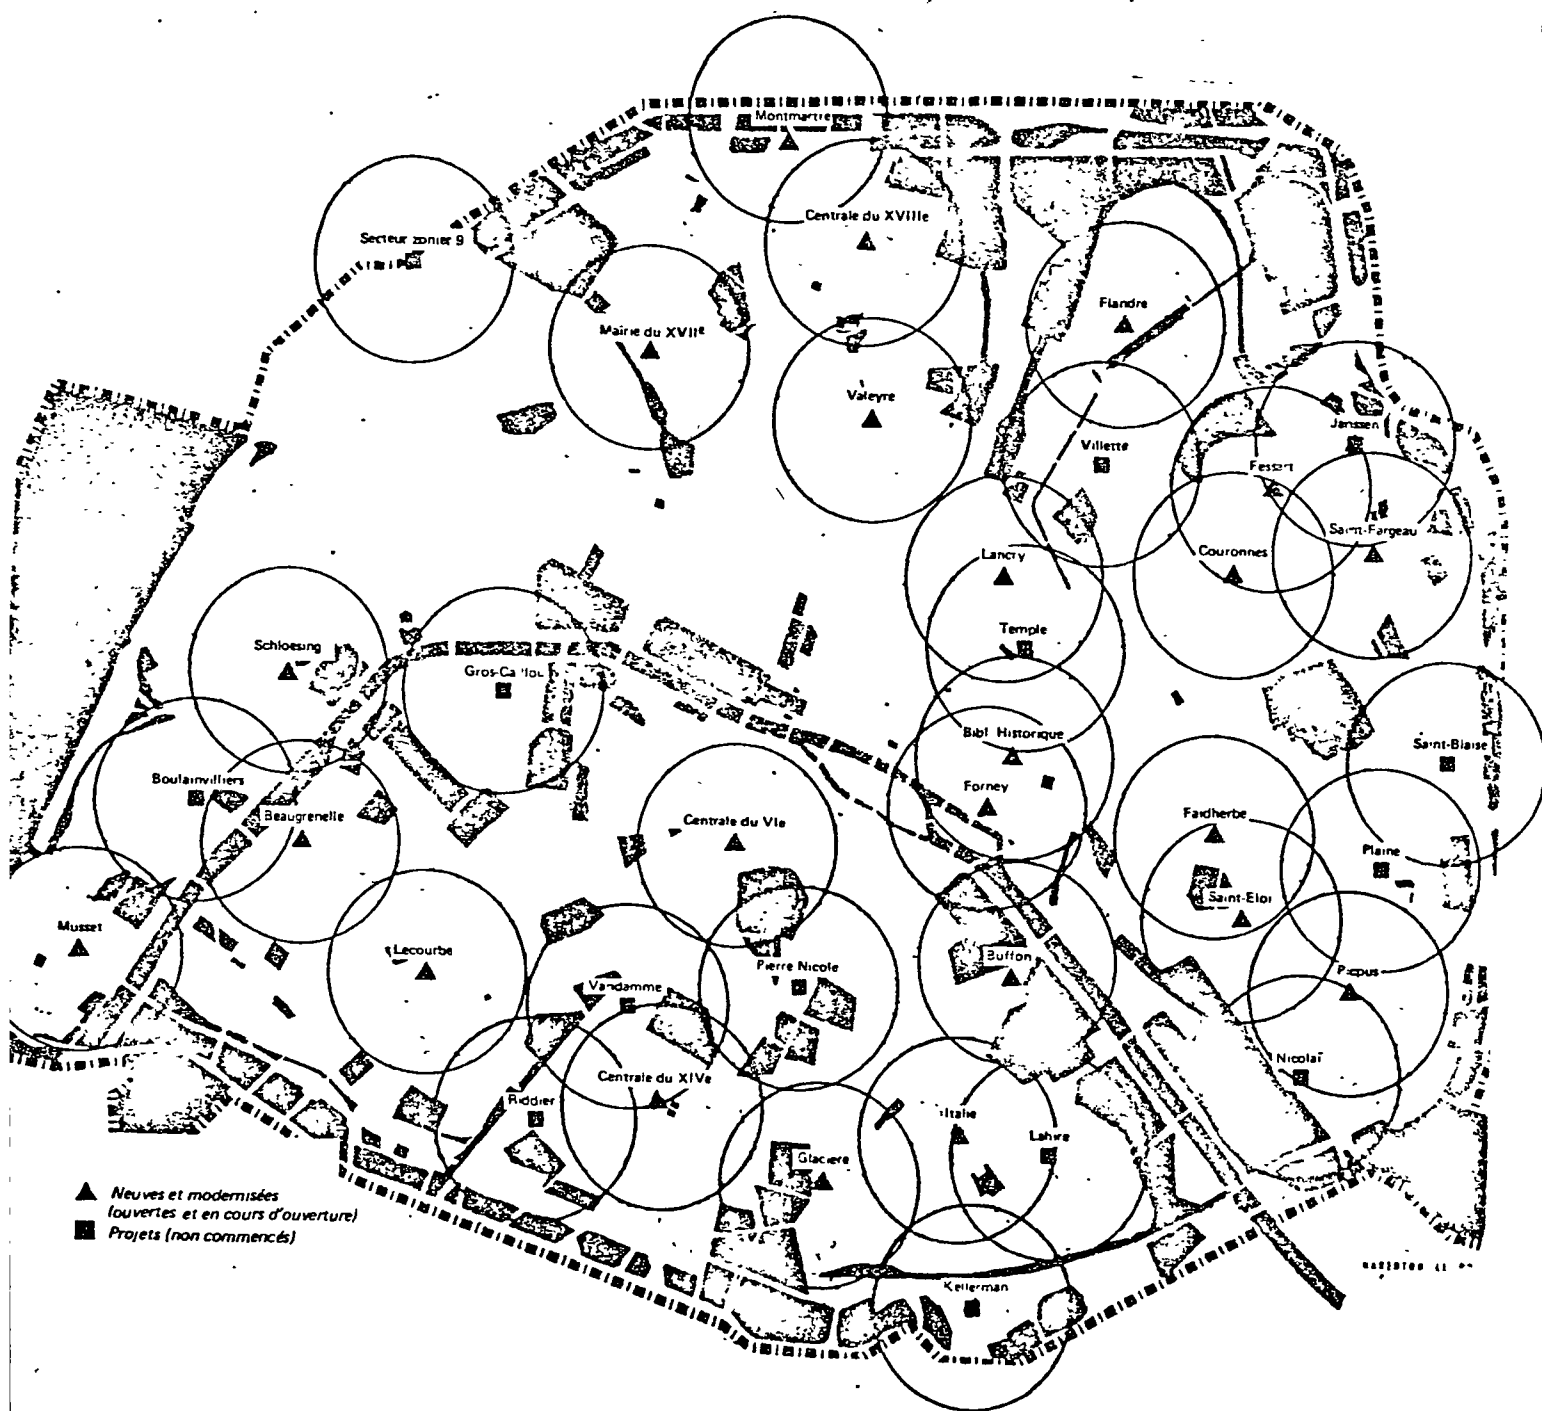 Montmartre
Centrale du XVIIIe
Secteur zonier 9
Flandre
Mairie du XVIIe
Valeyre
Janssen
Villette
Fessart
Saint-Fargeau
Lancry
Couronnes
Temple
Schloesing
Gros-Caillou
Bibl. Historique
Saint-Blaise
Boulainvilliers
Forney
Beaugrenelle
Centrale du VIe
Faidherbe
Plaine
Saint-Eloi
Musset
Lecourbe
Buffon
Pierre Nicole
Picpus
Vandamme
Nicolaï
Centrale du XIVe
Riddier
Italie
Lahire
Glaciere
▲ Neuves et modernisées
(ouvertes et en cours d'ouverture)
■ Projets (non commencés)
Kellerman